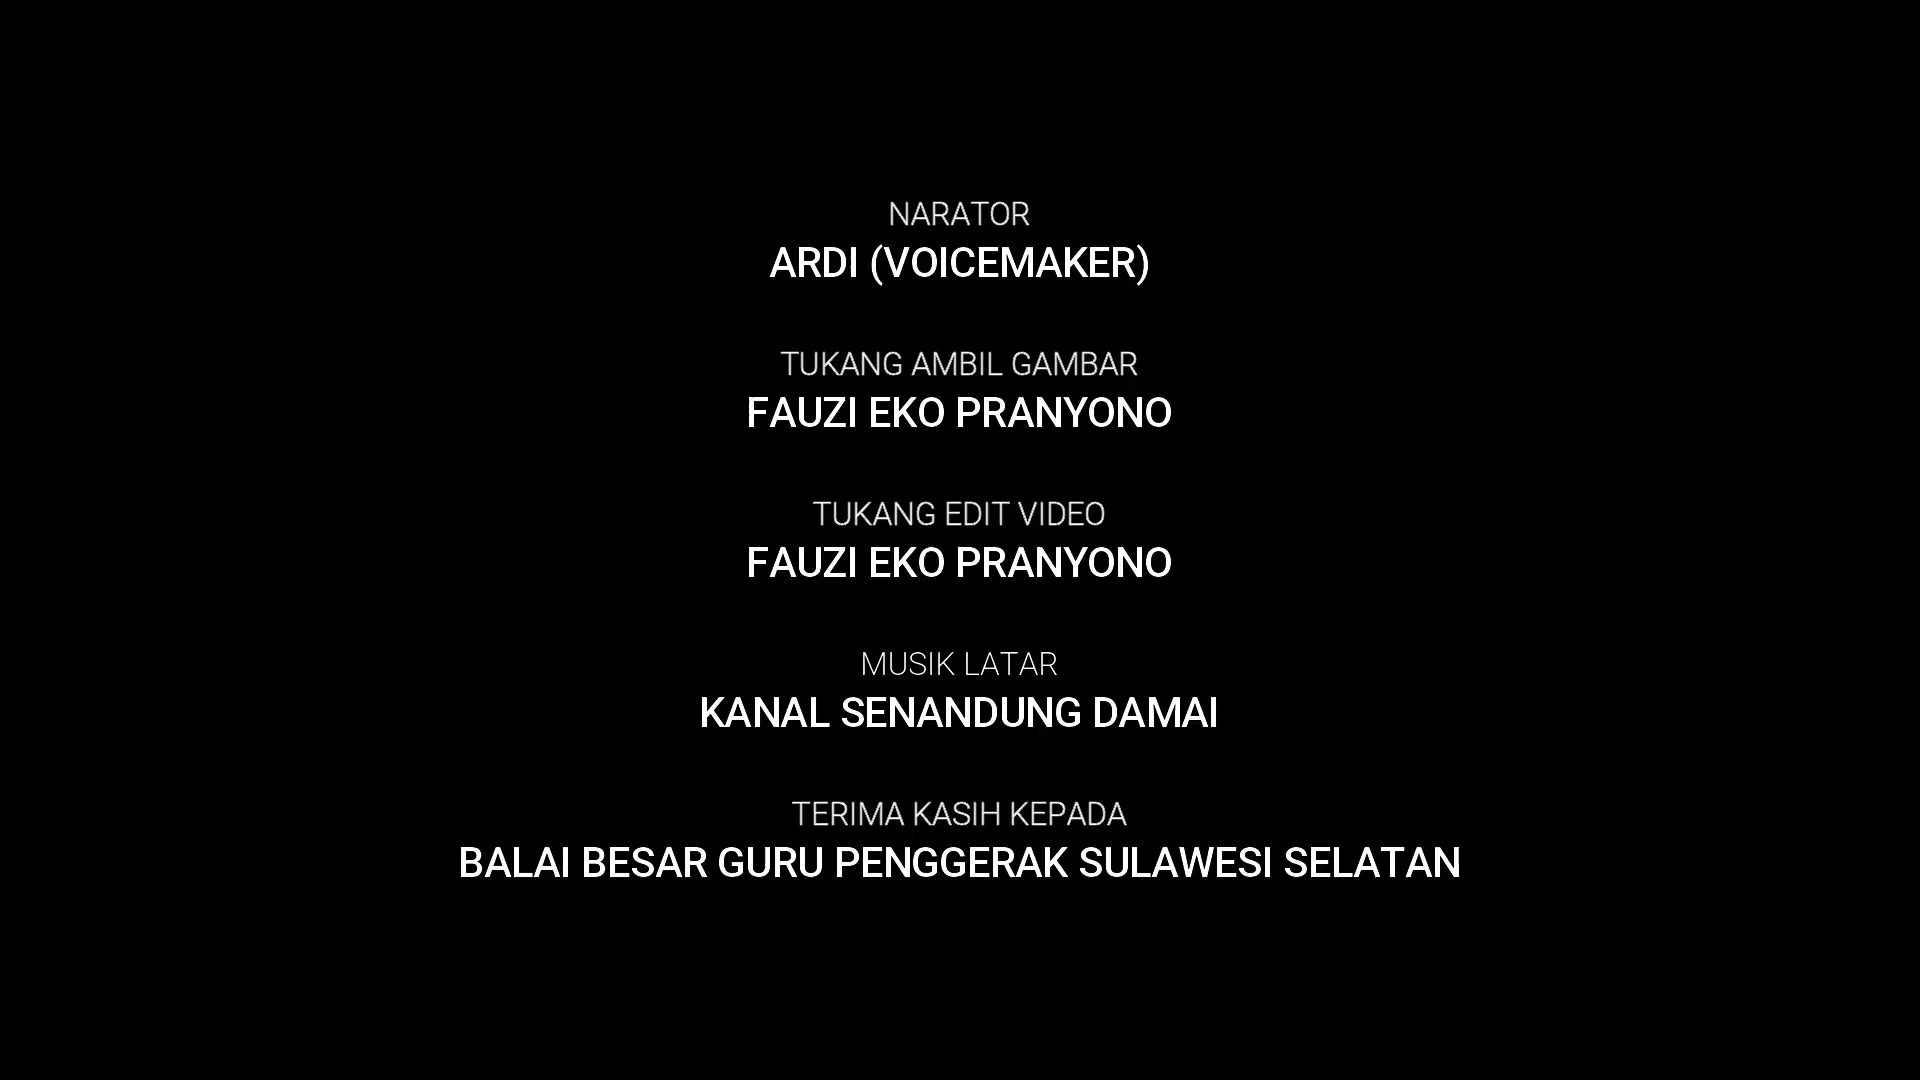 NARATOR
ARDI (VOICEMAKER)
TUKANG AMBIL GAMBAR
FAUZI EKO PRANYONO
TUKANG EDIT VIDEO
FAUZI EKO PRANYONO
MUSIK LATAR
KANAL SENANDUNG DAMAI
TERIMA KASIH KEPADA
BALAI BESAR GURU PENGGERAK SULAWESI SELATAN